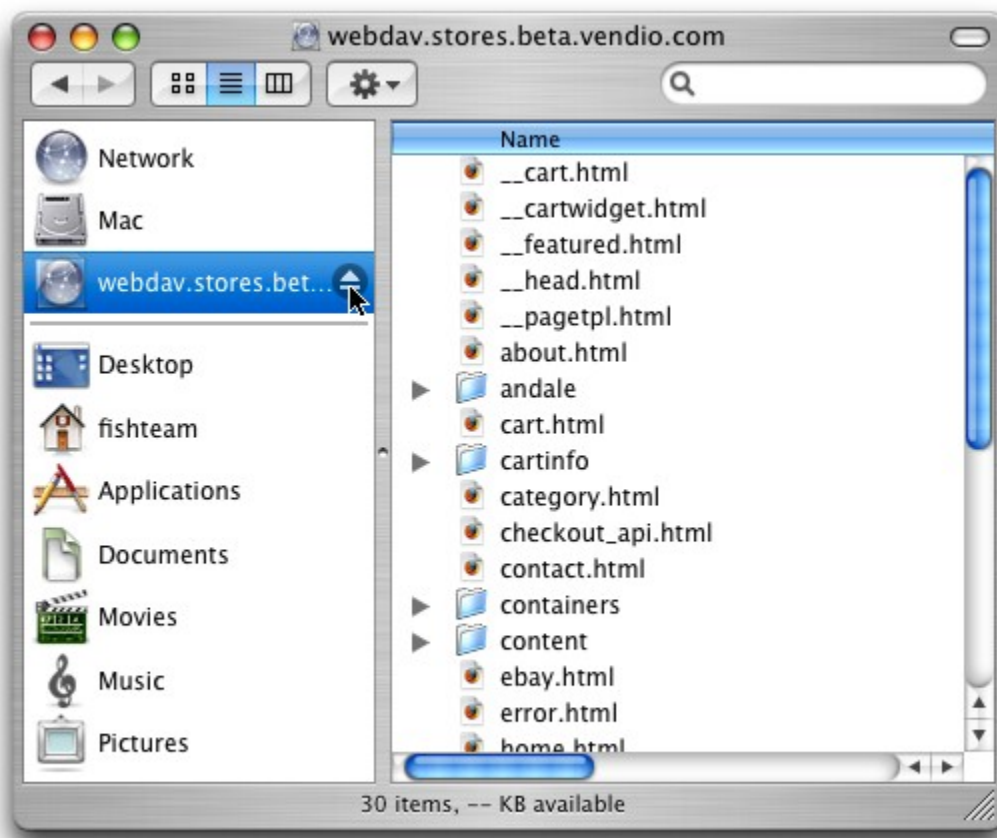 webdav.stores.beta.vendio.com
Network
Mac
webdav.stores.bet...
Desktop
fishteam
Applications
Documents
Movies
Music
Pictures
Name
__cart.html
__cartwidget.html
__featured.html
__head.html
__pagetpl.html
about.html
andale
cart.html
cartinfo
category.html
checkout_api.html
contact.html
containers
content
ebay.html
error.html
home.html
30 items, -- KB available